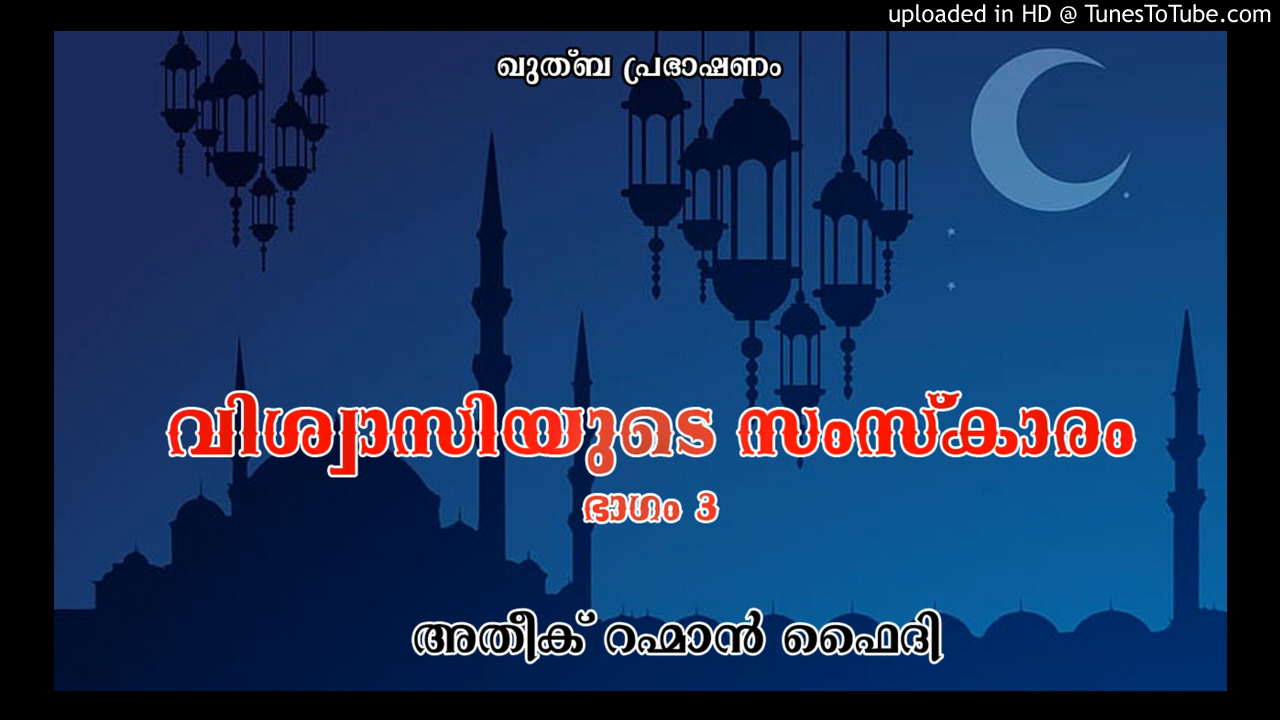 uploaded in HD @ TunesToTube.com
ഖുത്ബ പ്രഭാഷണം
വിശ്വാസിയുടെ സംസ്കാരം
ഭാഗം 3
അതീക് റഹ്മാൻ ഫൈദി